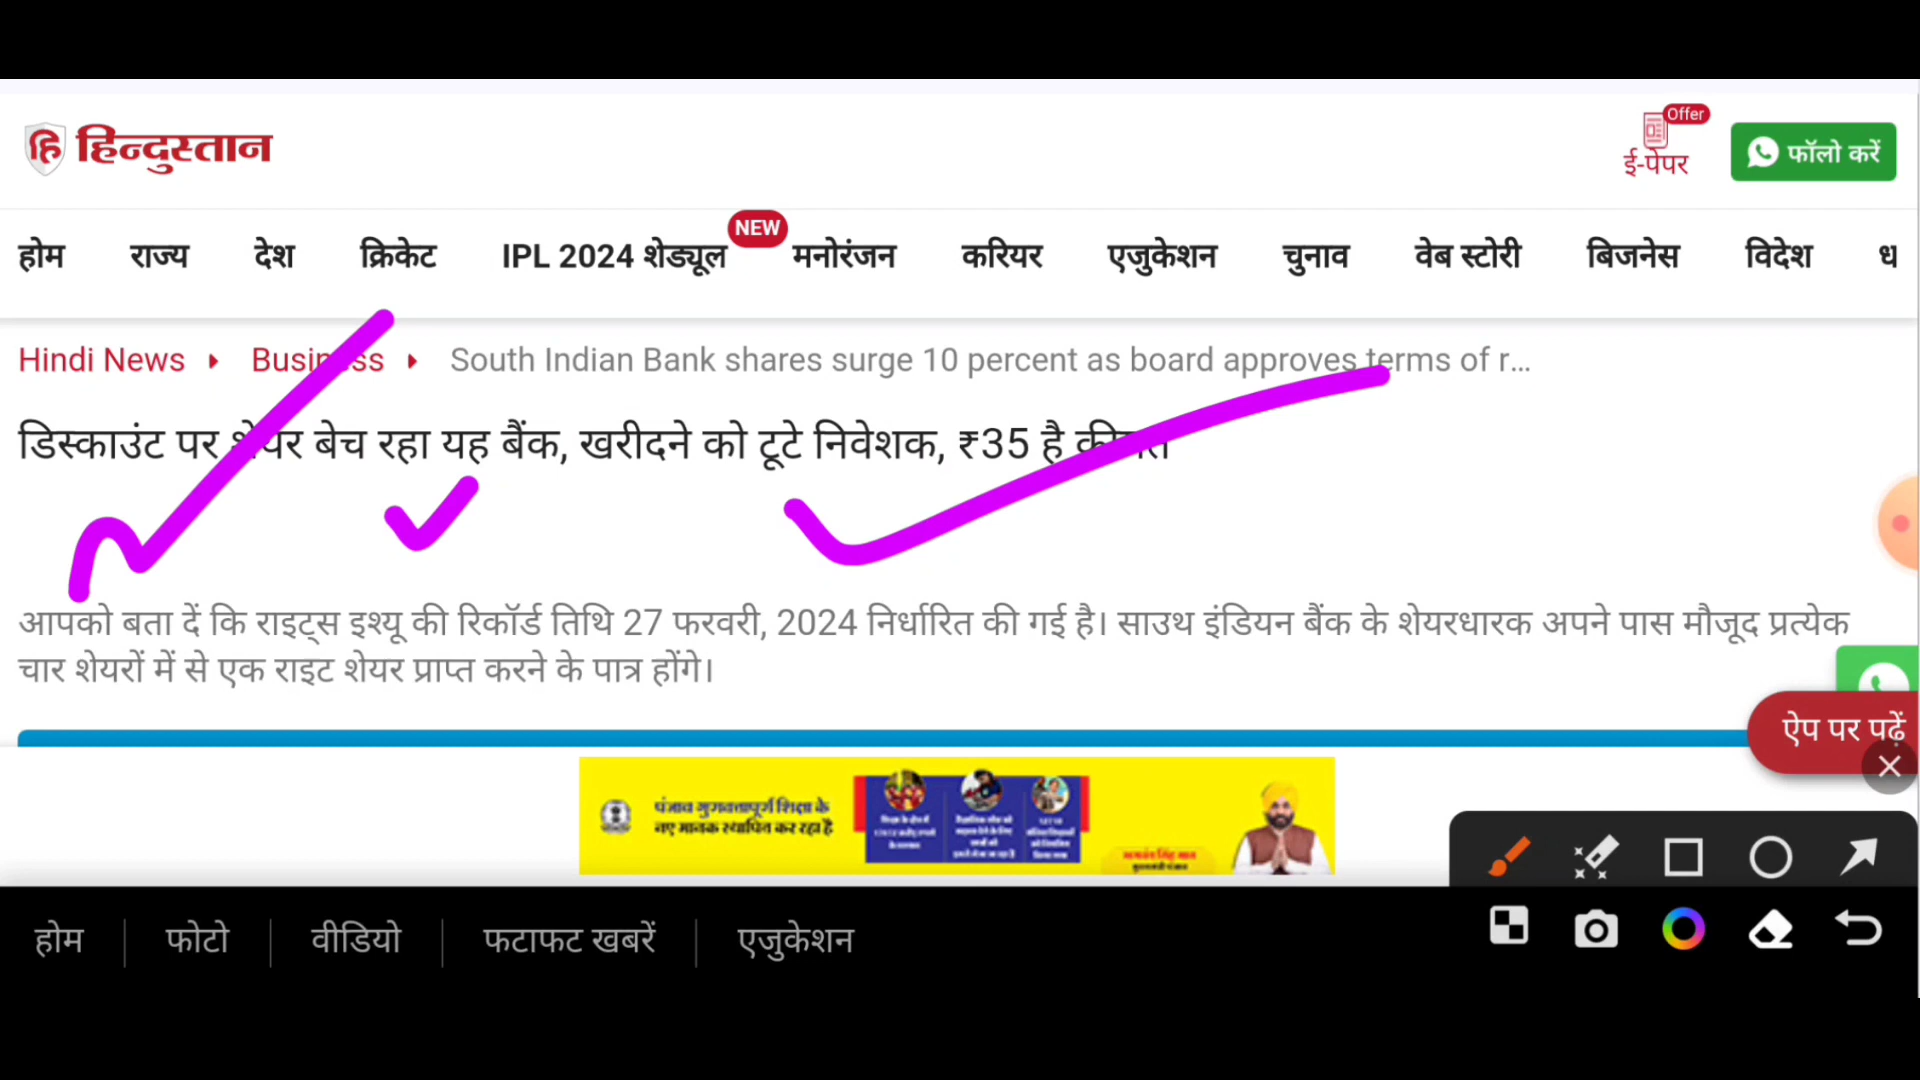 हि हिन्दुस्तान
Offer
ई-पेपर
फॉलो करें
होम राज्य देश क्रिकेट IPL 2024 शेड्यूल NEW मनोरंजन करियर एजुकेशन चुनाव वेब स्टोरी बिजनेस विदेश ध
Hindi News Business South Indian Bank shares surge 10 percent as board approves terms of r...
डिस्काउंट पर शेयर बेच रहा यह बैंक, खरीदने को टूटे निवेशक, ₹35 है कीमत
आपको बता दें कि राइट्स इश्यू की रिकॉर्ड तिथि 27 फरवरी, 2024 निर्धारित की गई है। साउथ इंडियन बैंक के शेयरधारक अपने पास मौजूद प्रत्येक
चार शेयरों में से एक राइट शेयर प्राप्त करने के पात्र होंगे।
ऐप पर पढ़ें
पंजाब गुणवत्तापूर्ण शिक्षा के
नए मानक स्थापित कर रहा है
होम फोटो वीडियो फटाफट खबरें एजुकेशन